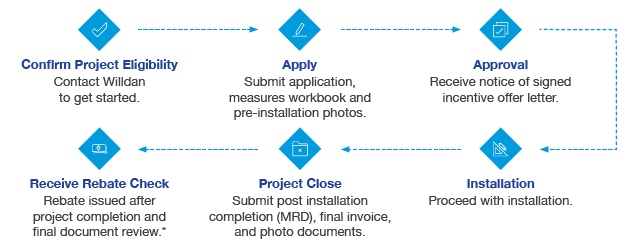 Confirm Project Eligibility
Contact Willdan
to get started.
Apply
Submit application,
measures workbook and
pre-installation photos.
Approval
Receive notice of signed
incentive offer letter.
Installation
Proceed with installation.
Project Close
Submit post installation
completion (MRD), final invoice,
and photo documents.
Receive Rebate Check
Rebate issued after
project completion and
final document review.*